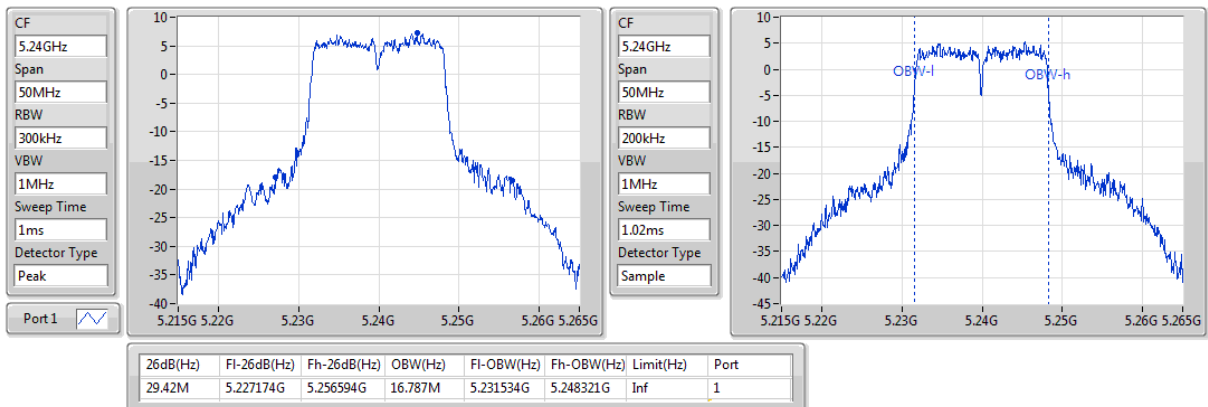 CF
5.24GHz
Span
50MHz
RBW
300kHz
VBW
1MHz
Sweep Time
1ms
Detector Type
Peak
Port 1
10
5
0
-5
-10
-15
-20
-25
-30
-35
-40
5.215G 5.22G 5.23G 5.24G 5.25G 5.26G 5.265G
CF
5.24GHz
Span
50MHz
RBW
200kHz
VBW
1MHz
Sweep Time
1.02ms
Detector Type
Sample
10
5
0
-5
-10
-15
-20
-25
-30
-35
-40
-45
OBW-l OBW-h
5.215G 5.22G 5.23G 5.24G 5.25G 5.26G 5.265G
26dB(Hz) Fl-26dB(Hz) Fh-26dB(Hz) OBW(Hz) Fl-OBW(Hz) Fh-OBW(Hz) Limit(Hz) Port
29.42M 5.227174G 5.256594G 16.787M 5.231534G 5.248321G Inf 1